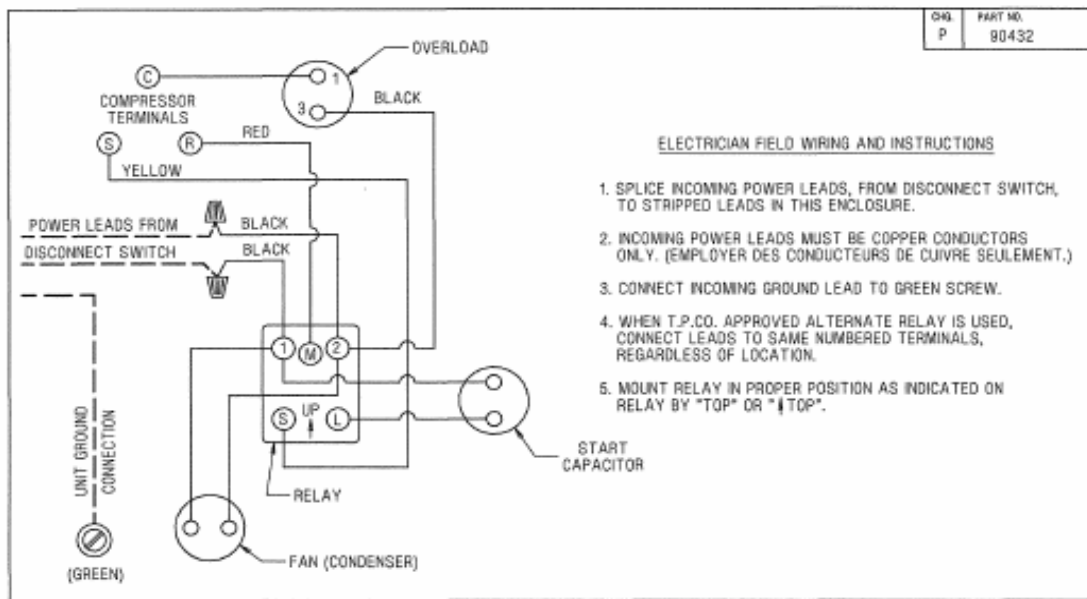 CHG. PART NO.
P 90432
OVERLOAD
C
1
COMPRESSOR
TERMINALS
3
BLACK
S
R
RED
YELLOW
POWER LEADS FROM
BLACK
DISCONNECT SWITCH
BLACK
1
M
2
S
UP
L
START
CAPACITOR
UNIT GROUND
CONNECTION
RELAY
FAN (CONDENSER)
(GREEN)
ELECTRICIAN FIELD WIRING AND INSTRUCTIONS
1. SPLICE INCOMING POWER LEADS, FROM DISCONNECT SWITCH,
TO STRIPPED LEADS IN THIS ENCLOSURE.
2. INCOMING POWER LEADS MUST BE COPPER CONDUCTORS
ONLY. (EMPLOYER DES CONDUCTEURS DE CUIVRE SEULEMENT.)
3. CONNECT INCOMING GROUND LEAD TO GREEN SCREW.
4. WHEN T.P.CO. APPROVED ALTERNATE RELAY IS USED,
CONNECT LEADS TO SAME NUMBERED TERMINALS,
REGARDLESS OF LOCATION.
5. MOUNT RELAY IN PROPER POSITION AS INDICATED ON
RELAY BY "TOP" OR "↑TOP".